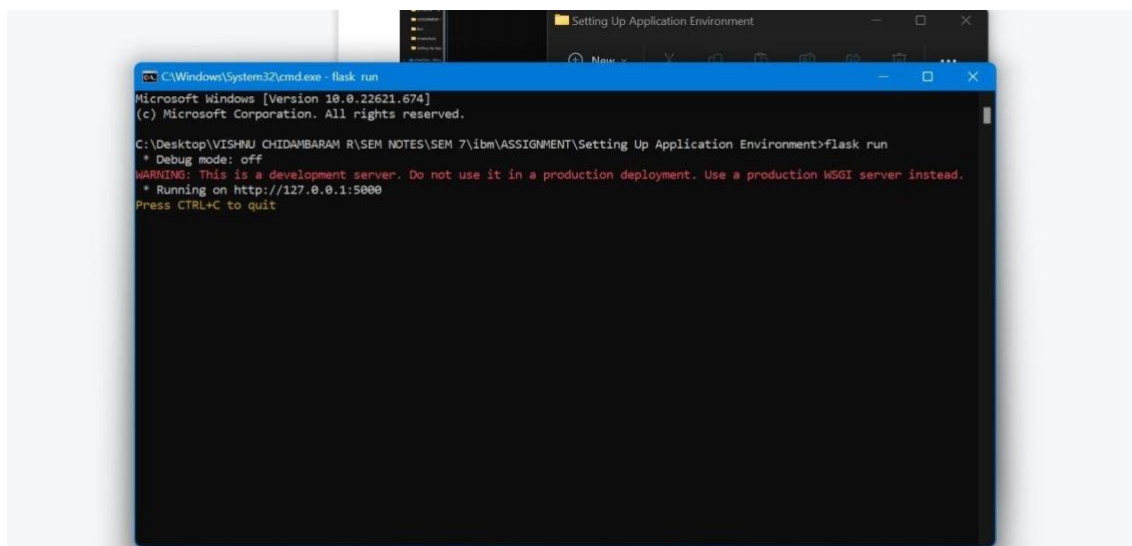 Setting Up Application Environment
New
C:\Windows\System32\cmd.exe - flask run
Microsoft Windows [Version 10.0.22621.674]
(c) Microsoft Corporation. All rights reserved.
C:\Desktop\VISHNU CHIDAMBARAM R\SEM NOTES\SEM 7\ibm\ASSIGNMENT\Setting Up Application Environment>flask run
* Debug mode: off
WARNING: This is a development server. Do not use it in a production deployment. Use a production WSGI server instead.
* Running on http://127.0.0.1:5000
Press CTRL+C to quit